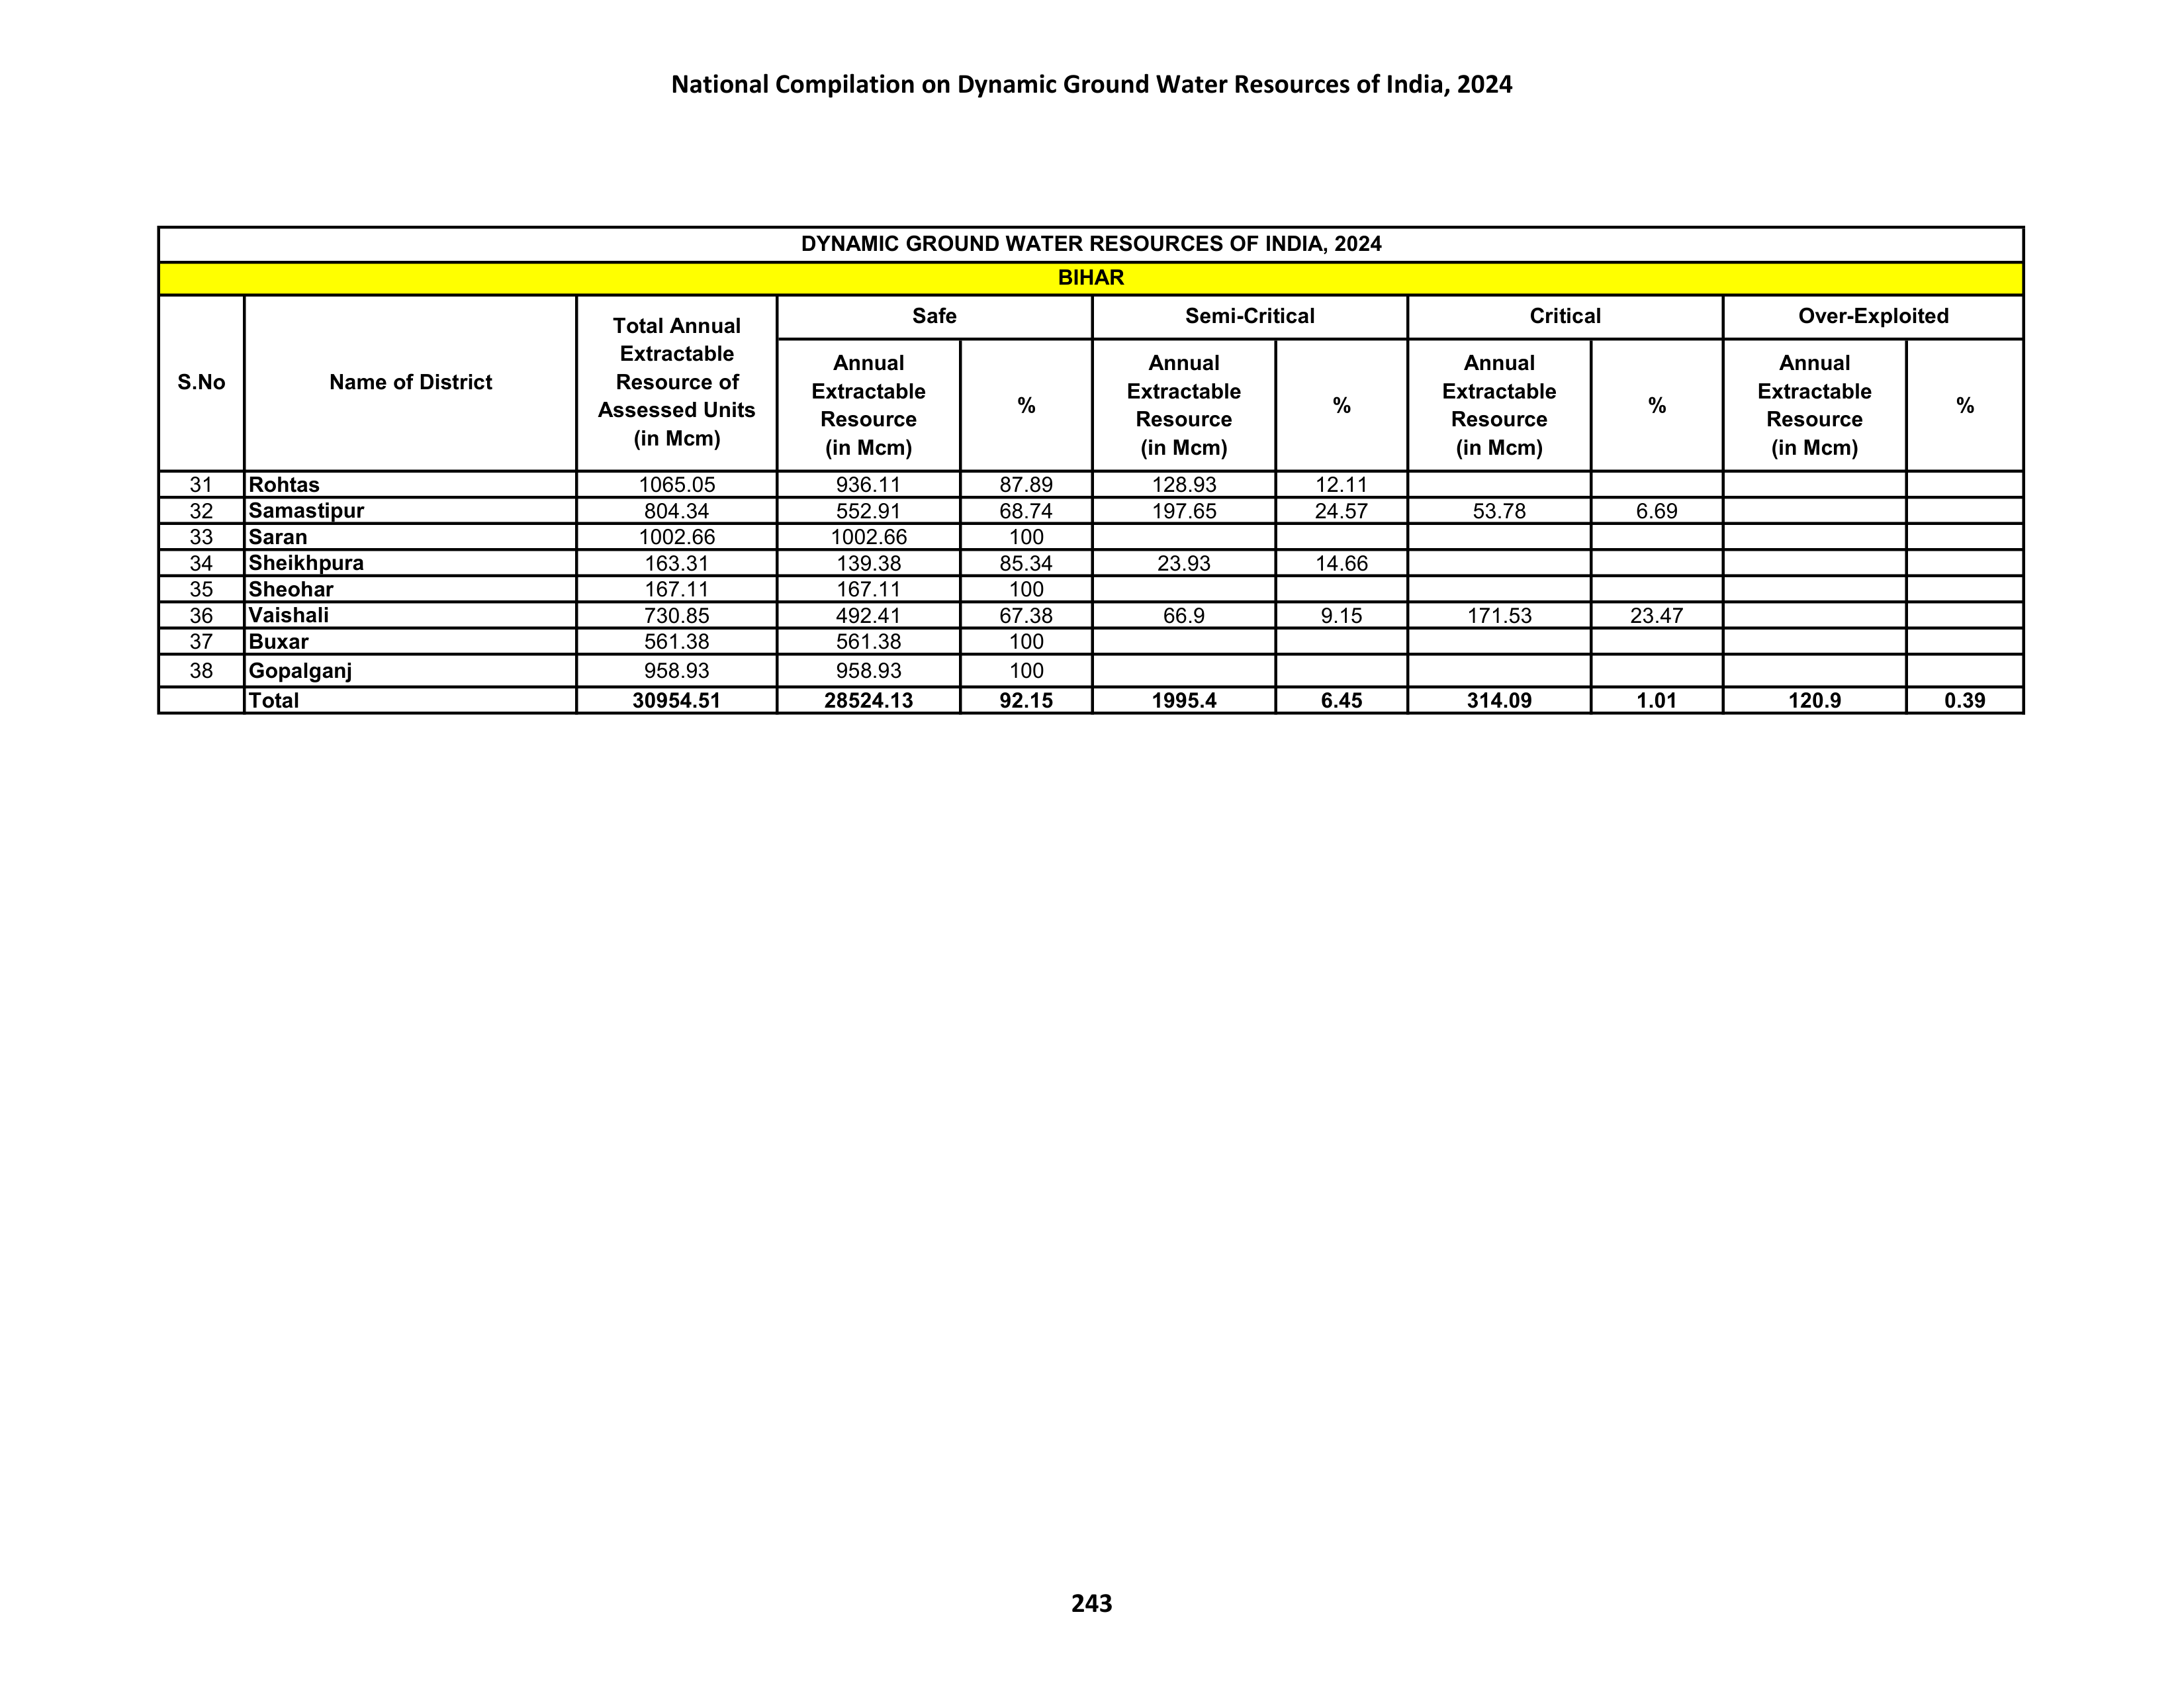 National Compilation on Dynamic Ground Water Resources of India, 2024
DYNAMIC GROUND WATER RESOURCES OF INDIA, 2024
BIHAR
S.No
Name of District
Total Annual
Extractable
Resource of
Assessed Units
(in Mcm)
Safe
Semi-Critical
Critical
Over-Exploited
Annual
Extractable
Resource
(in Mcm)
%
Annual
Extractable
Resource
(in Mcm)
%
Annual
Extractable
Resource
(in Mcm)
%
Annual
Extractable
Resource
(in Mcm)
%
31 Rohtas 1065.05 936.11 87.89 128.93 12.11
32 Samastipur 804.34 552.91 68.74 197.65 24.57 53.78 6.69
33 Saran 1002.66 1002.66 100
34 Sheikhpura 163.31 139.38 85.34 23.93 14.66
35 Sheohar 167.11 167.11 100
36 Vaishali 730.85 492.41 67.38 66.9 9.15 171.53 23.47
37 Buxar 561.38 561.38 100
38 Gopalganj 958.93 958.93 100
Total 30954.51 28524.13 92.15 1995.4 6.45 314.09 1.01 120.9 0.39
243